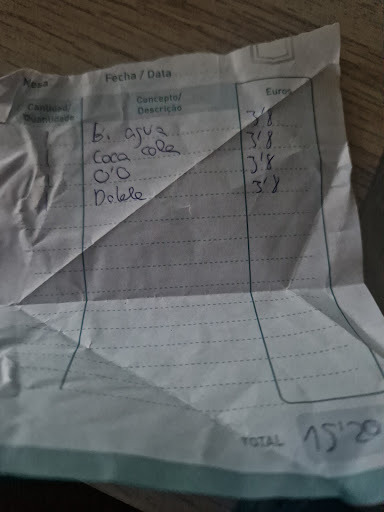 Mesa Fecha / Data
Cantidad/ Quantidade Concepto/ Descrição Euros
1 b. agua 3'8
Coca cola 3'8
0'0 3'8
Doble 3'8
TOTAL 15'20